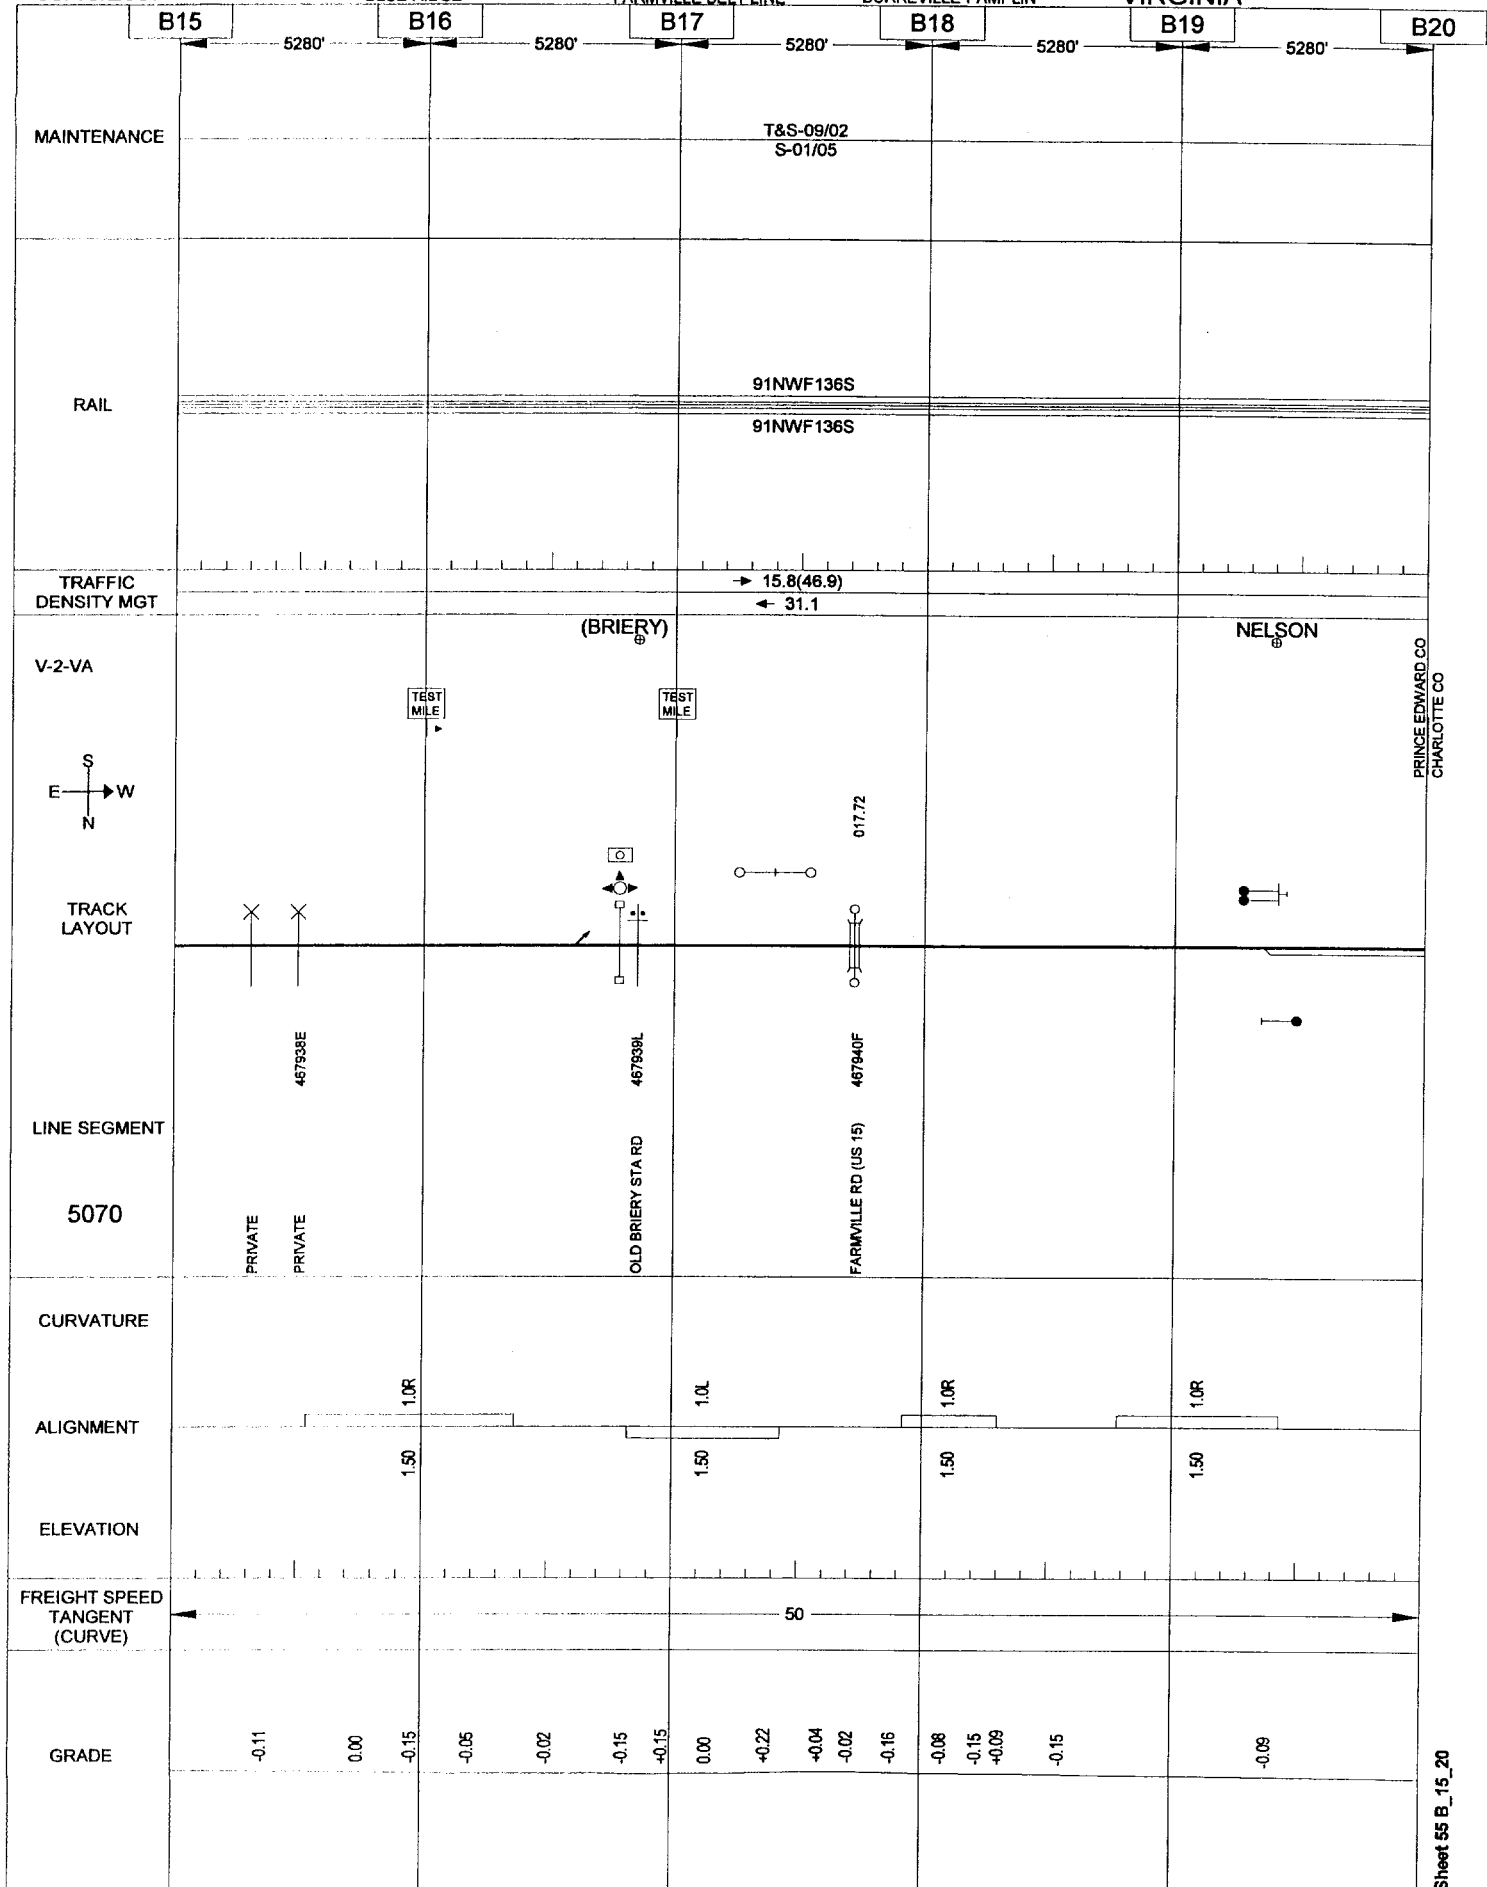 VIRGINIA
B15 B16 B17 B18 B19 B20
5280' 5280' 5280' 5280' 5280'
MAINTENANCE
T&S-09/02
S-01/05
RAIL
91NWF136S
91NWF136S
TRAFFIC
DENSITY MGT
15.8(46.9)
31.1
(BRIERY)
NELSON
V-2-VA
TEST
MILE
TEST
MILE
PRINCE EDWARD CO
CHARLOTTE CO
S
E W
N
017.72
TRACK
LAYOUT
467938E
467939L
467940F
LINE SEGMENT
5070
PRIVATE
PRIVATE
OLD BRIERY STA RD
FARMVILLE RD (US 15)
CURVATURE
1.0R 1.0L 1.0R 1.0R
ALIGNMENT
1.50 1.50 1.50 1.50
ELEVATION
FREIGHT SPEED
TANGENT
(CURVE)
50
GRADE
-0.11 0.00 -0.15 -0.05 -0.02 -0.15 +0.15 0.00 +0.22 +0.04 -0.02 -0.16 -0.08 -0.15 +0.09 -0.15 -0.09
Sheet 55 B_15_20